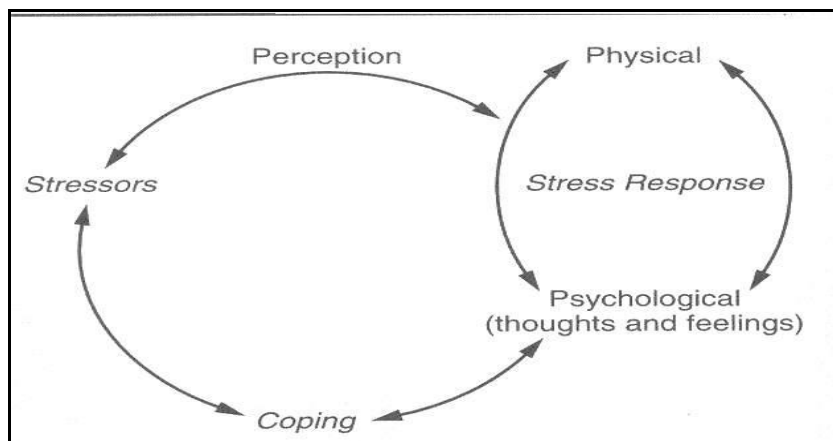 Perception
Physical
Stressors
Stress Response
Psychological
(thoughts and feelings)
Coping